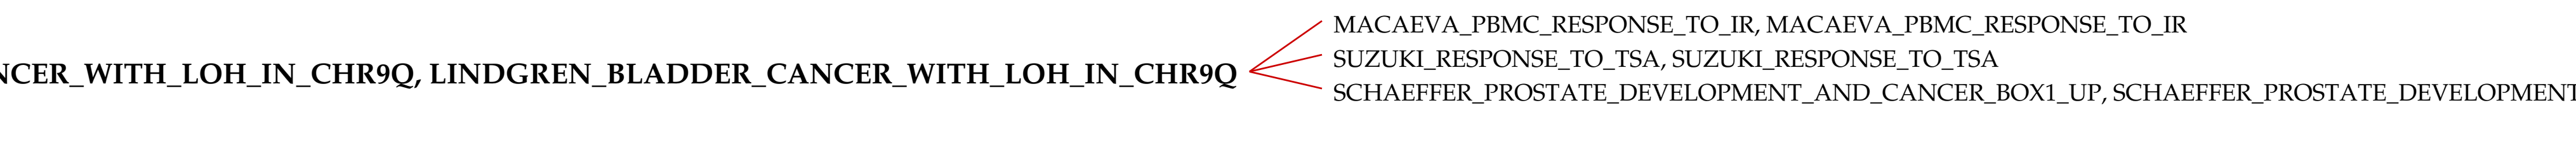 MACAEVA_PBMC_RESPONSE_TO_IR, MACAEVA_PBMC_RESPONSE_TO_IR
SUZUKI_RESPONSE_TO_TSA, SUZUKI_RESPONSE_TO_TSA
NCER_WITH_LOH_IN_CHR9Q, LINDGREN_BLADDER_CANCER_WITH_LOH_IN_CHR9Q
SCHAEFFER_PROSTATE_DEVELOPMENT_AND_CANCER_BOX1_UP, SCHAEFFER_PROSTATE_DEVELOPMENT